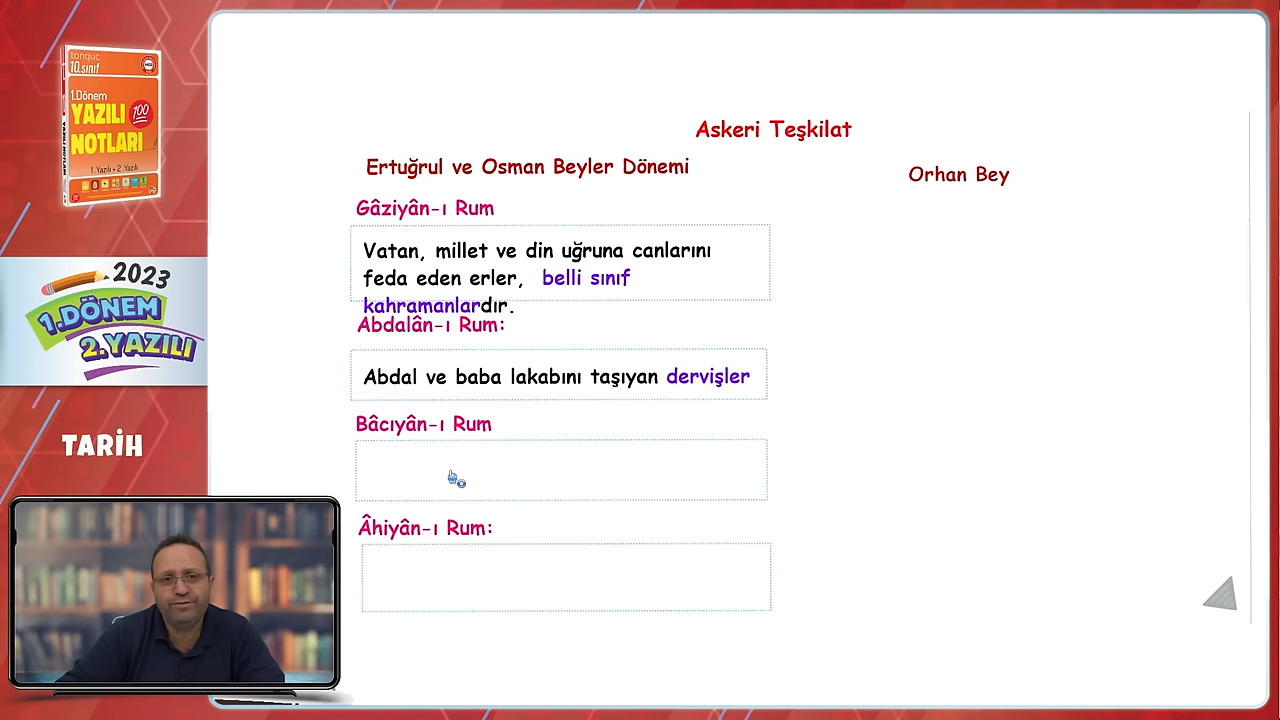 tonguç
10.sınıf
1.Dönem
YAZILI 100
NOTLARI
1. Yazılı + 2. Yazılı
YAZILI NOTLARI
2023
1.DÖNEM
2.YAZILI
TARİH
Askeri Teşkilat
Ertuğrul ve Osman Beyler Dönemi
Orhan Bey
Gâziyân-ı Rum
Vatan, millet ve din uğruna canlarını
feda eden erler, belli sınıf
kahramanlardır.
Abdalân-ı Rum:
Abdal ve baba lakabını taşıyan dervişler
Bâcıyân-ı Rum
Âhiyân-ı Rum: